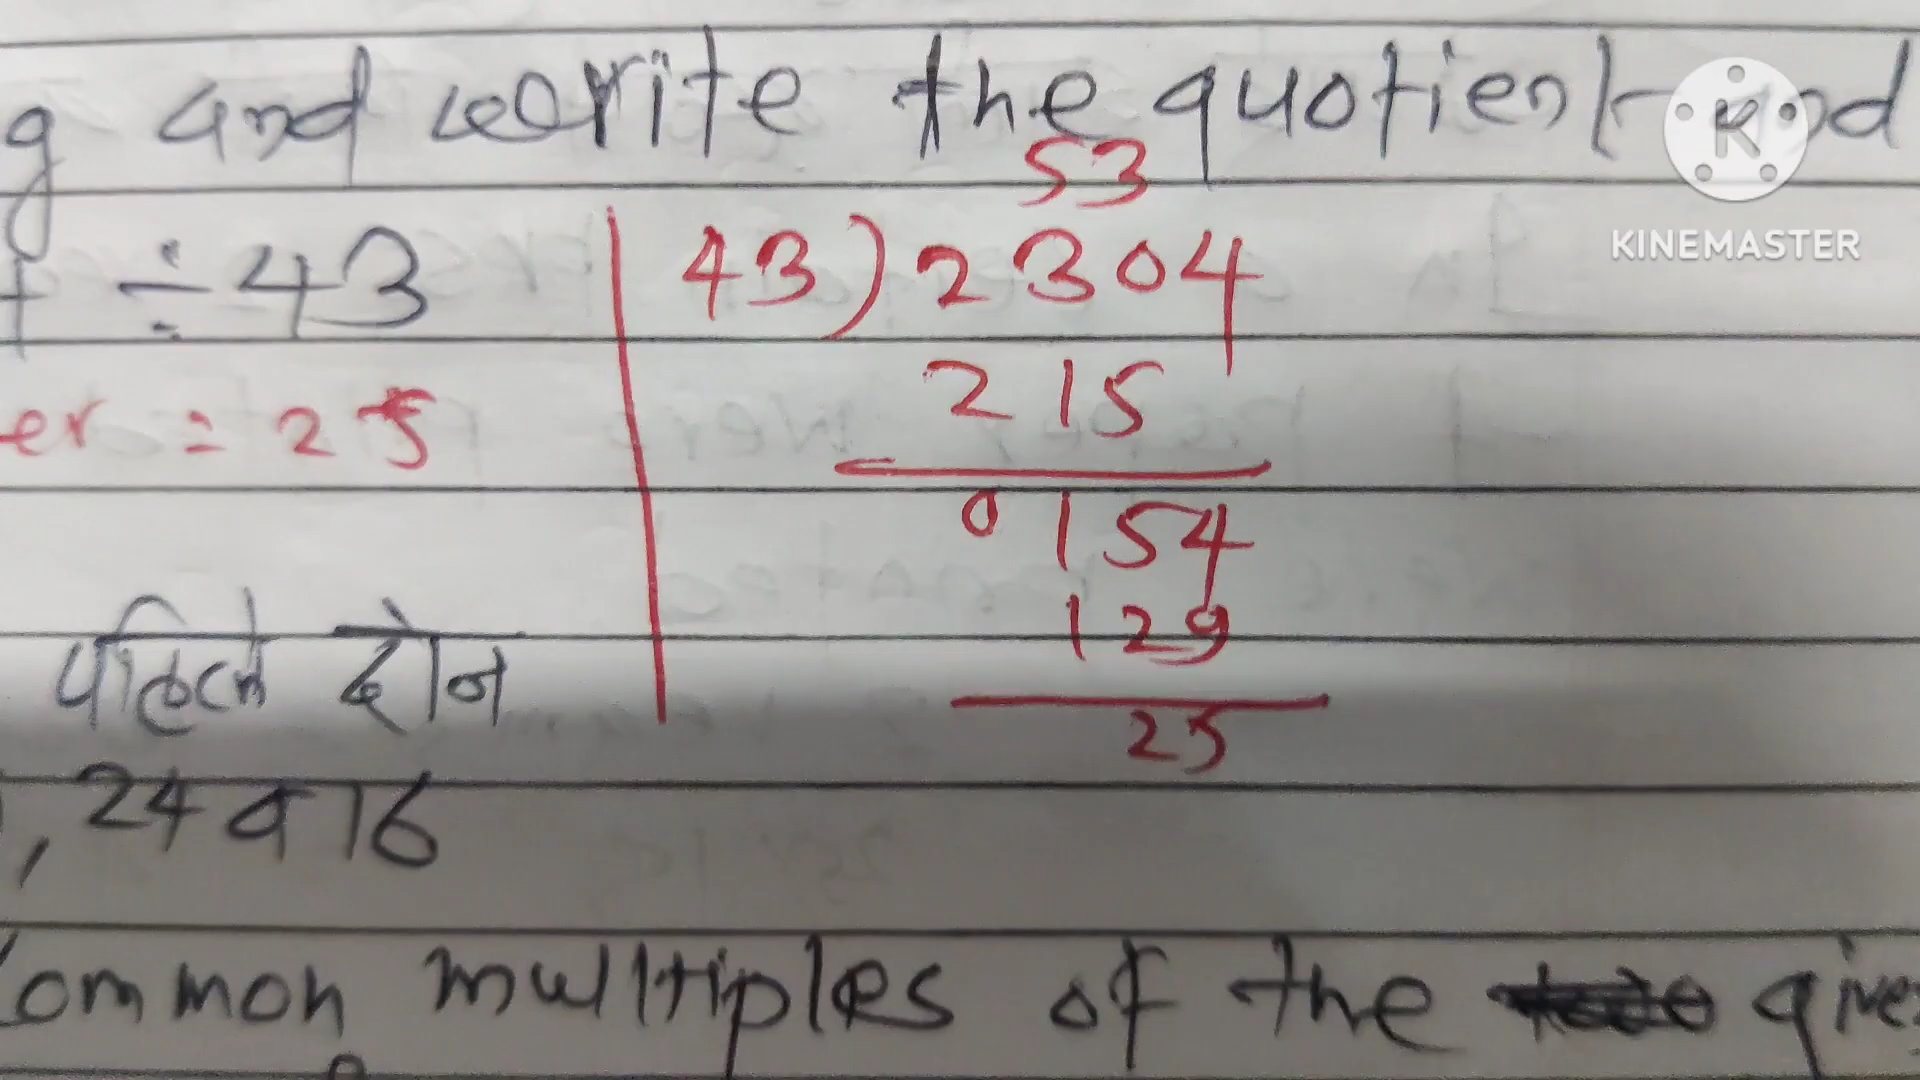 g and write the quotient and
÷ 43
er = 25
53
43 ) 2304
215
0154
129
25
पहिले दोन
, 24 व 16
Common multiples of the give
KINEMASTER